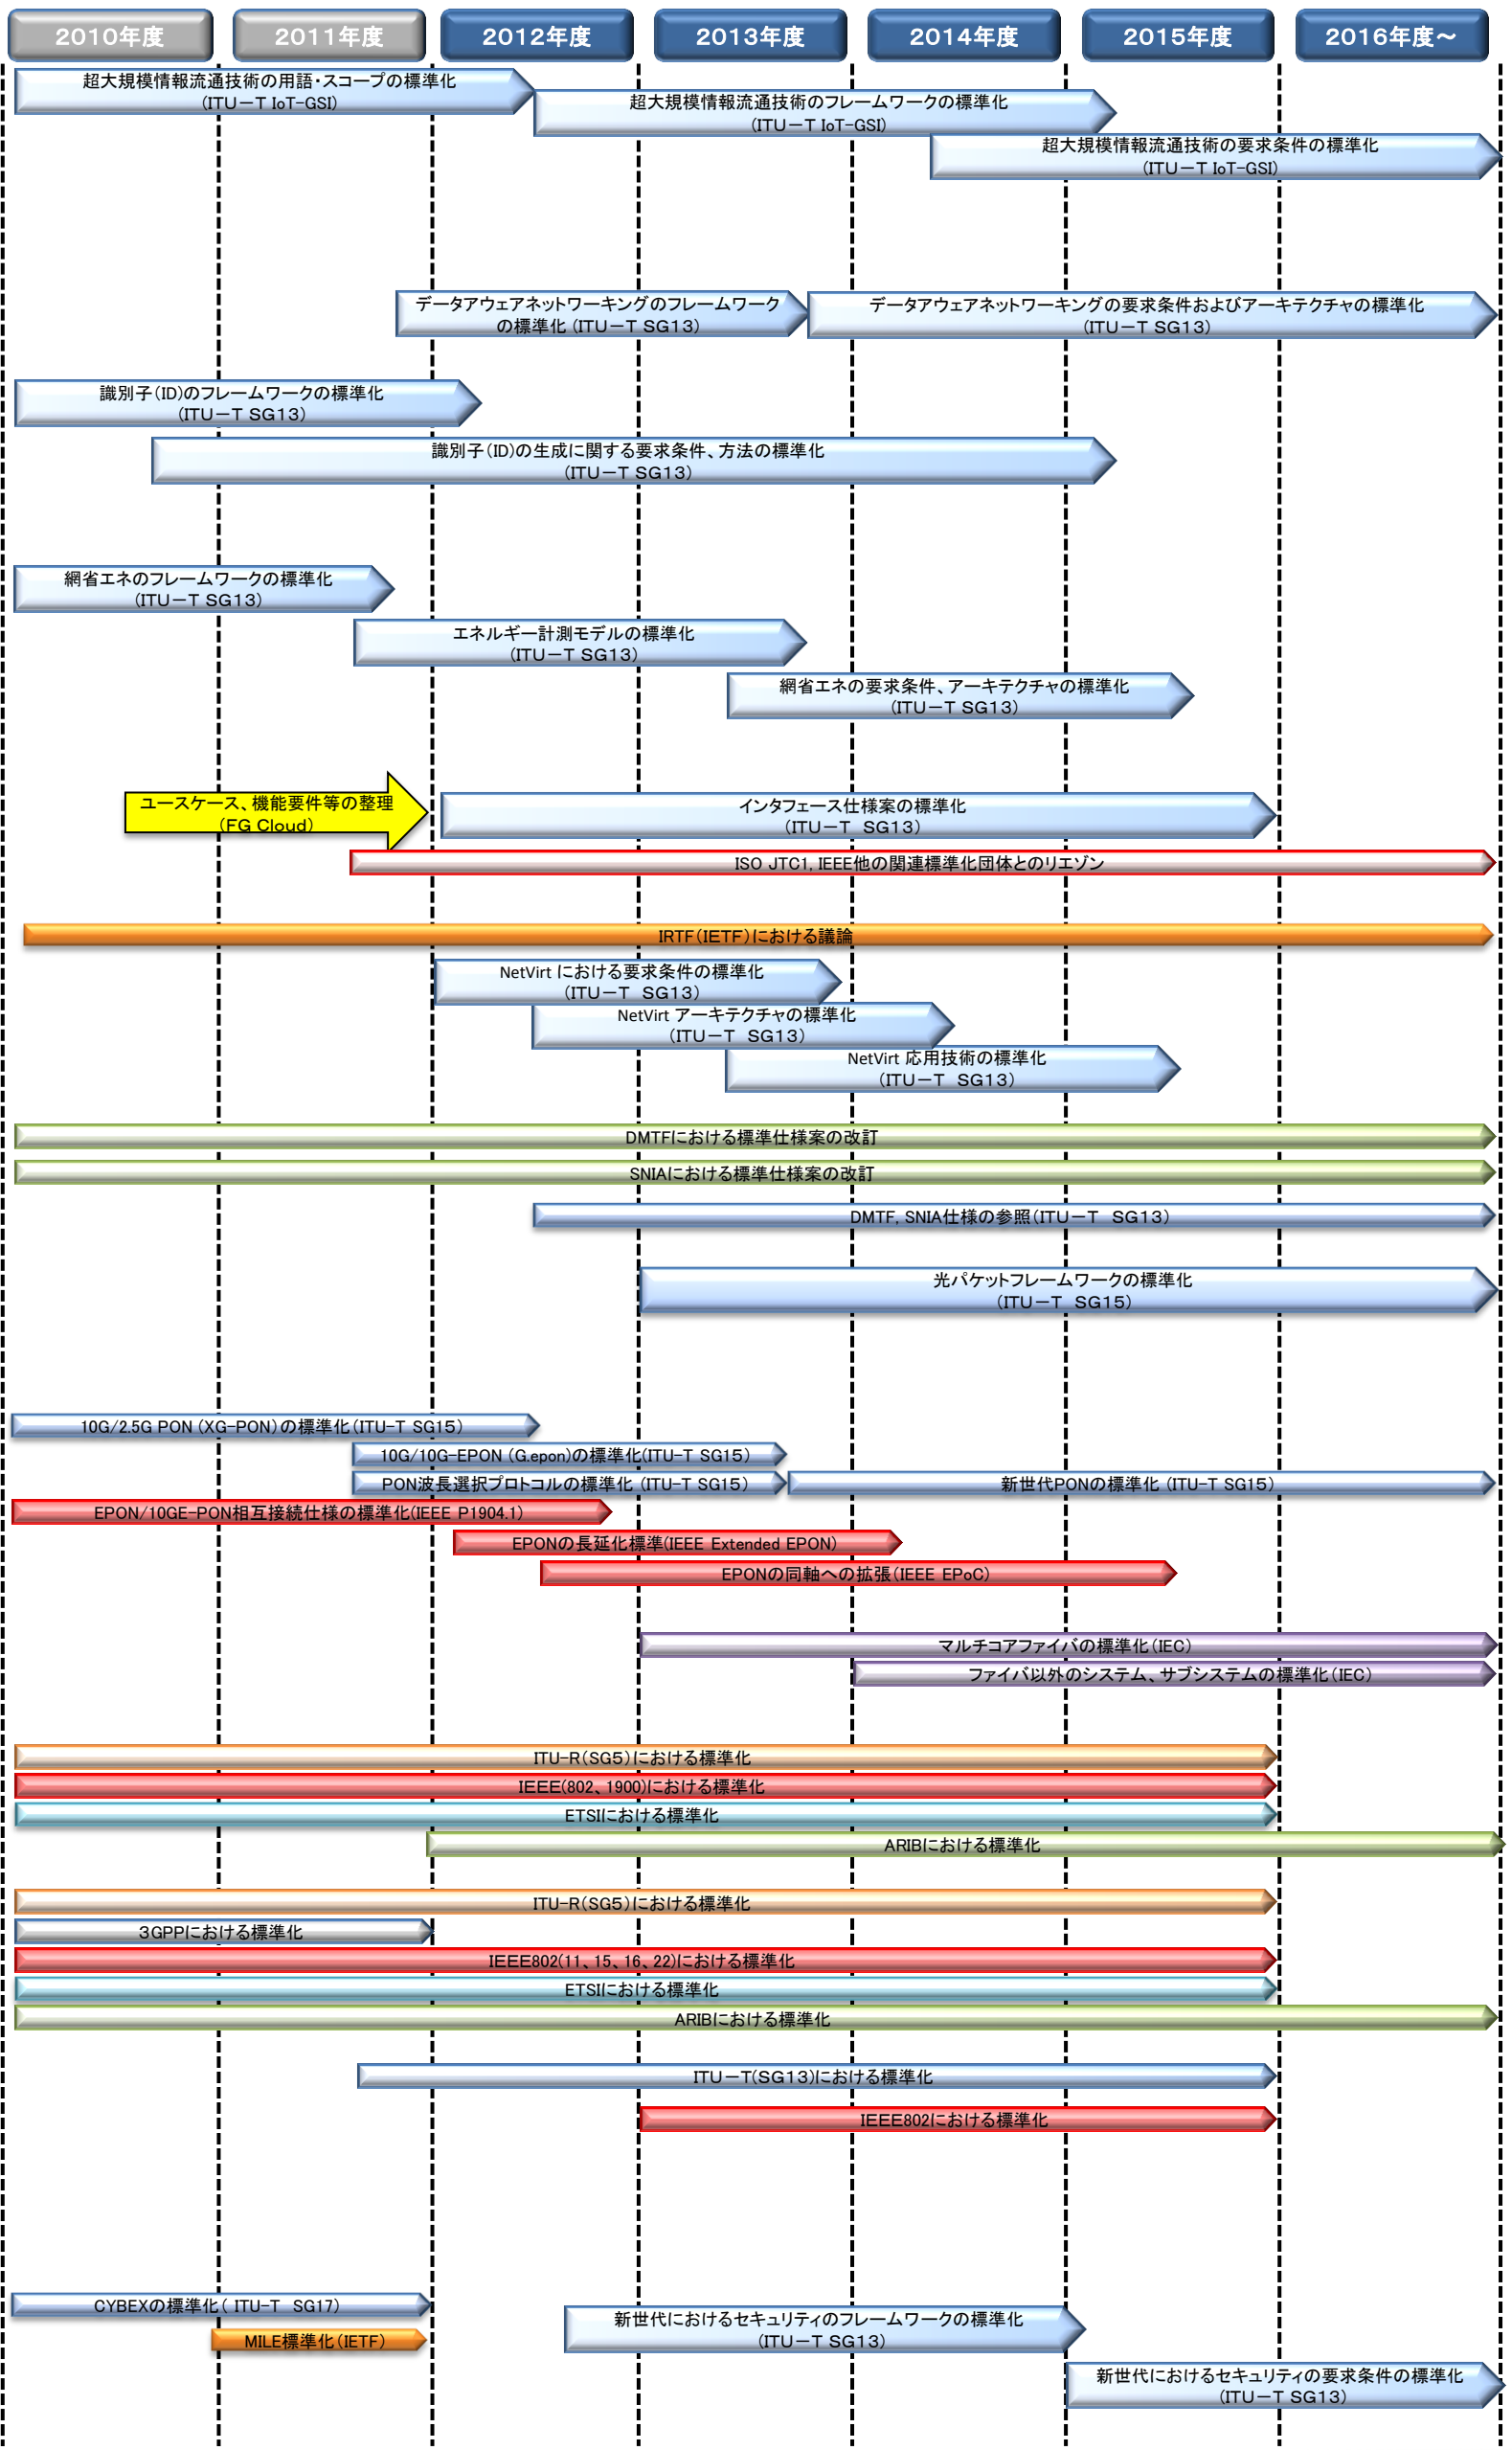 2010年度
2011年度
2012年度
2013年度
2014年度
2015年度
2016年度～
超大規模情報流通技術の用語・スコープの標準化
(ITU－T IoT-GSI)
超大規模情報流通技術のフレームワークの標準化
(ITU－T IoT-GSI)
超大規模情報流通技術の要求条件の標準化
(ITU－T IoT-GSI)
データアウェアネットワーキングのフレームワーク
の標準化 (ITU－T SG13)
データアウェアネットワーキングの要求条件およびアーキテクチャの標準化
(ITU－T SG13)
識別子（ID)のフレームワークの標準化
(ITU－T SG13)
識別子（ID)の生成に関する要求条件、方法の標準化
(ITU－T SG13)
網省エネのフレームワークの標準化
(ITU－T SG13)
エネルギー計測モデルの標準化
(ITU－T SG13)
網省エネの要求条件、アーキテクチャの標準化
(ITU－T SG13)
ユースケース、機能要件等の整理
（FG Cloud）
インタフェース仕様案の標準化
(ITU－T　SG13)
ISO JTC1, IEEE他の関連標準化団体とのリエゾン
IRTF（IETF）における議論
NetVirt における要求条件の標準化
(ITU－T　SG13)
NetVirt アーキテクチャの標準化
(ITU－T　SG13)
NetVirt 応用技術の標準化
(ITU－T　SG13)
DMTFにおける標準仕様案の改訂
SNIAにおける標準仕様案の改訂
DMTF, SNIA仕様の参照（ITU－T　SG13）
光パケットフレームワークの標準化
(ITU－T　SG15)
10G/2.5G PON (XG-PON)の標準化（ITU-T SG15）
10G/10G-EPON (G.epon)の標準化(ITU-T SG15）
PON波長選択プロトコルの標準化 （ITU-T SG15）
新世代PONの標準化 (ITU-T SG15）
EPON/10GE-PON相互接続仕様の標準化(IEEE P1904.1)
EPONの長延化標準(IEEE Extended EPON)
EPONの同軸への拡張（IEEE EPoC）
マルチコアファイバの標準化（IEC）
ファイバ以外のシステム、サブシステムの標準化（IEC）
ITU-R（SG5）における標準化
IEEE(802、1900)における標準化
ETSIにおける標準化
ARIBにおける標準化
ITU-R（SG5）における標準化
3GPPにおける標準化
IEEE802(11、15、16、22)における標準化
ETSIにおける標準化
ARIBにおける標準化
ITU－T(SG13)における標準化
IEEE802における標準化
CYBEXの標準化（ ITU-T　SG17）
MILE標準化（IETF）
新世代におけるセキュリティのフレームワークの標準化
(ITU－T SG13)
新世代におけるセキュリティの要求条件の標準化
(ITU－T SG13)